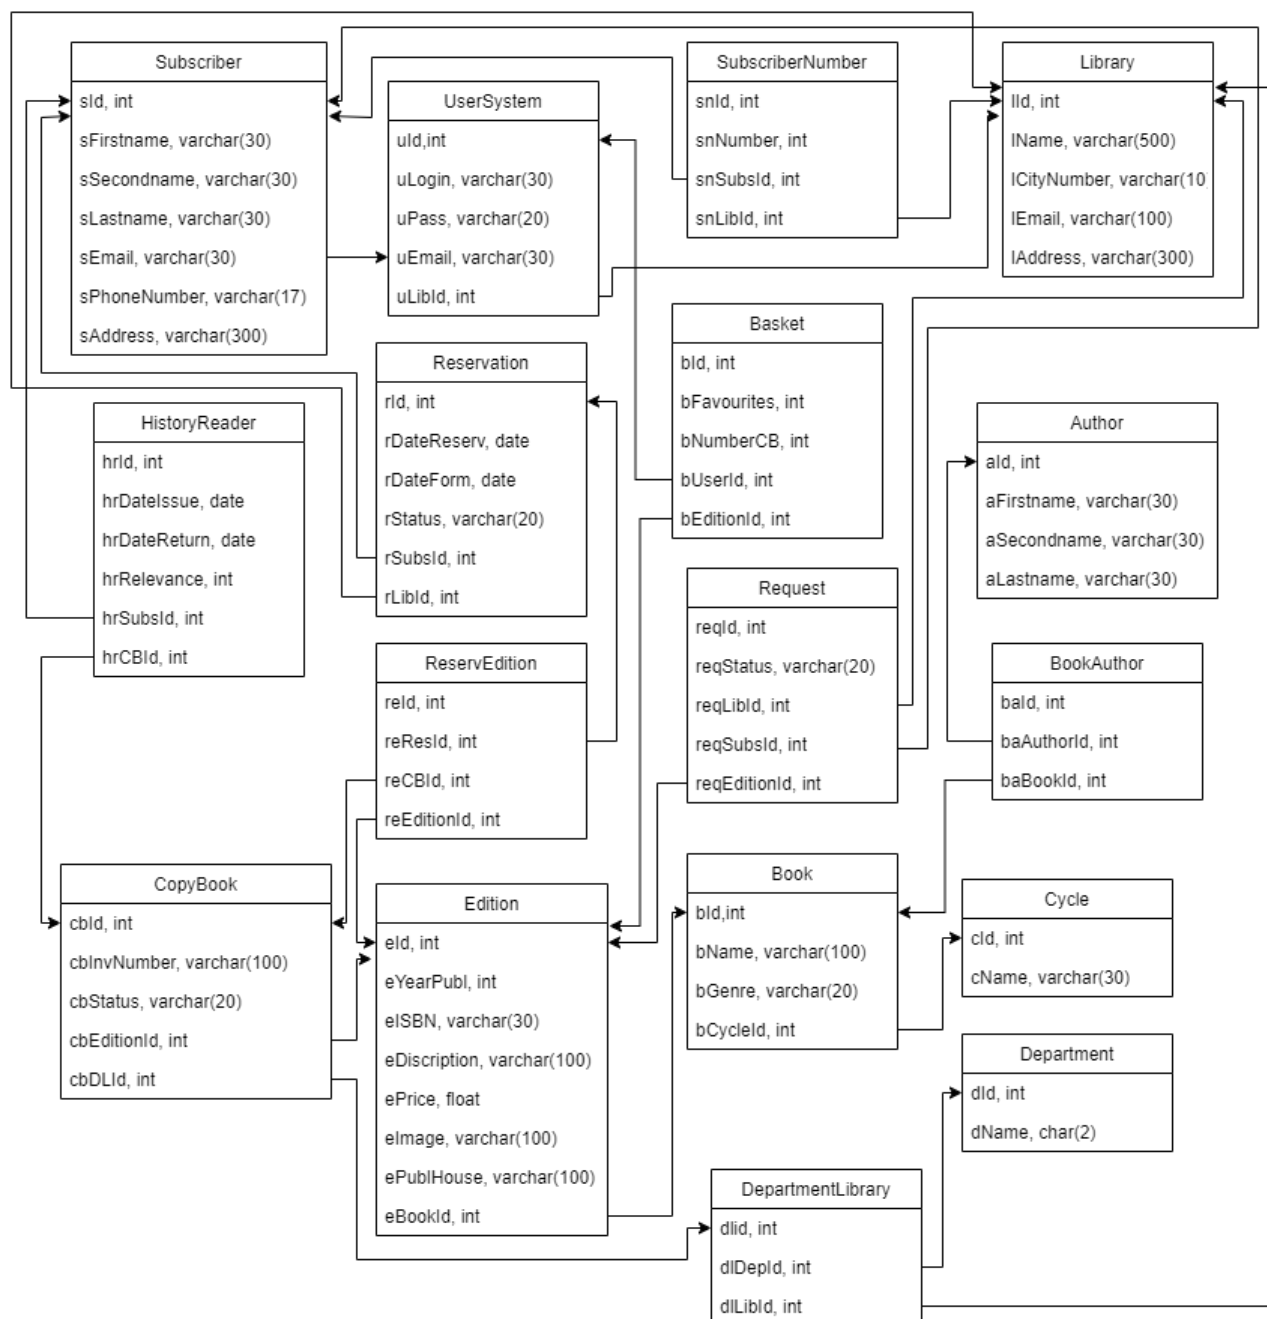 Subscriber
sId, int
sFirstname, varchar(30)
sSecondname, varchar(30)
sLastname, varchar(30)
sEmail, varchar(30)
sPhoneNumber, varchar(17)
sAddress, varchar(300)
UserSystem
uId,int
uLogin, varchar(30)
uPass, varchar(20)
uEmail, varchar(30)
uLibId, int
SubscriberNumber
snId, int
snNumber, int
snSubsId, int
snLibId, int
Library
lId, int
lName, varchar(500)
lCityNumber, varchar(10
lEmail, varchar(100)
lAddress, varchar(300)
HistoryReader
hrId, int
hrDateIssue, date
hrDateReturn, date
hrRelevance, int
hrSubsId, int
hrCBId, int
Reservation
rId, int
rDateReserv, date
rDateForm, date
rStatus, varchar(20)
rSubsId, int
rLibId, int
Basket
bId, int
bFavourites, int
bNumberCB, int
bUserId, int
bEditionId, int
Author
aId, int
aFirstname, varchar(30)
aSecondname, varchar(30)
aLastname, varchar(30)
ReservEdition
reId, int
reResId, int
reCBId, int
reEditionId, int
Request
reqId, int
reqStatus, varchar(20)
reqLibId, int
reqSubsId, int
reqEditionId, int
BookAuthor
baId, int
baAuthorId, int
baBookId, int
CopyBook
cbId, int
cbInvNumber, varchar(100)
cbStatus, varchar(20)
cbEditionId, int
cbDLId, int
Edition
eId, int
eYearPubl, int
eISBN, varchar(30)
eDiscription, varchar(100)
ePrice, float
eImage, varchar(100)
ePublHouse, varchar(100)
eBookId, int
Book
bId,int
bName, varchar(100)
bGenre, varchar(20)
bCycleId, int
Cycle
cId, int
cName, varchar(30)
Department
dId, int
dName, char(2)
DepartmentLibrary
dlid, int
dlDepId, int
dlLibId, int